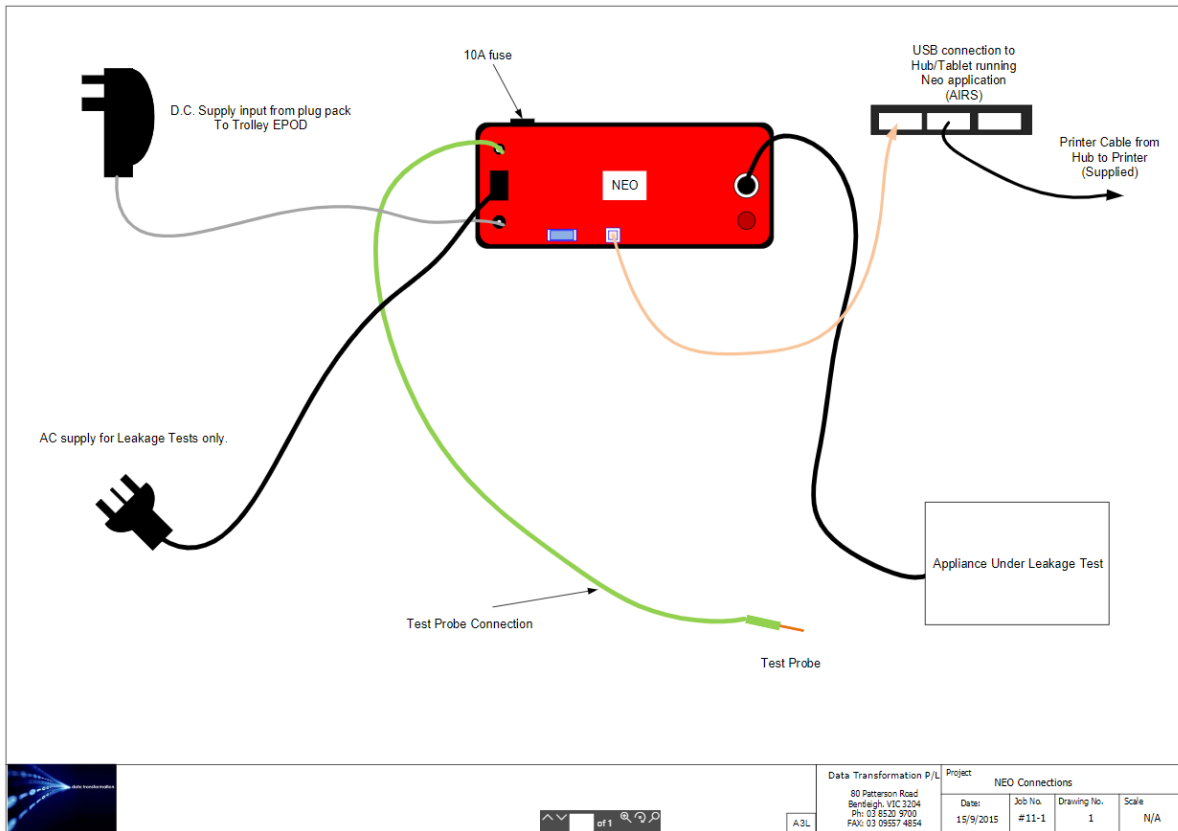 10A fuse
USB connection to
Hub/Tablet running
Neo application
(AIRS)
D.C. Supply input from plug pack
To Trolley EPOD
Printer Cable from
Hub to Printer
(Supplied)
NEO
AC supply for Leakage Tests only.
Appliance Under Leakage Test
Test Probe Connection
Test Probe
data transformation
of 1
A3L
Data Transformation P/L
80 Patterson Road
Bentleigh, VIC 3204
Ph: 03 8520 9700
FAX: 03 09557 4854
Project
NEO Connections
Date:
15/9/2015
Job No.
#11-1
Drawing No.
1
Scale
N/A